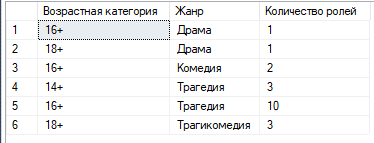 Возрастная категория Жанр Количество ролей
1 16+ Драма 1
2 18+ Драма 1
3 16+ Комедия 2
4 14+ Трагедия 3
5 16+ Трагедия 10
6 18+ Трагикомедия 3